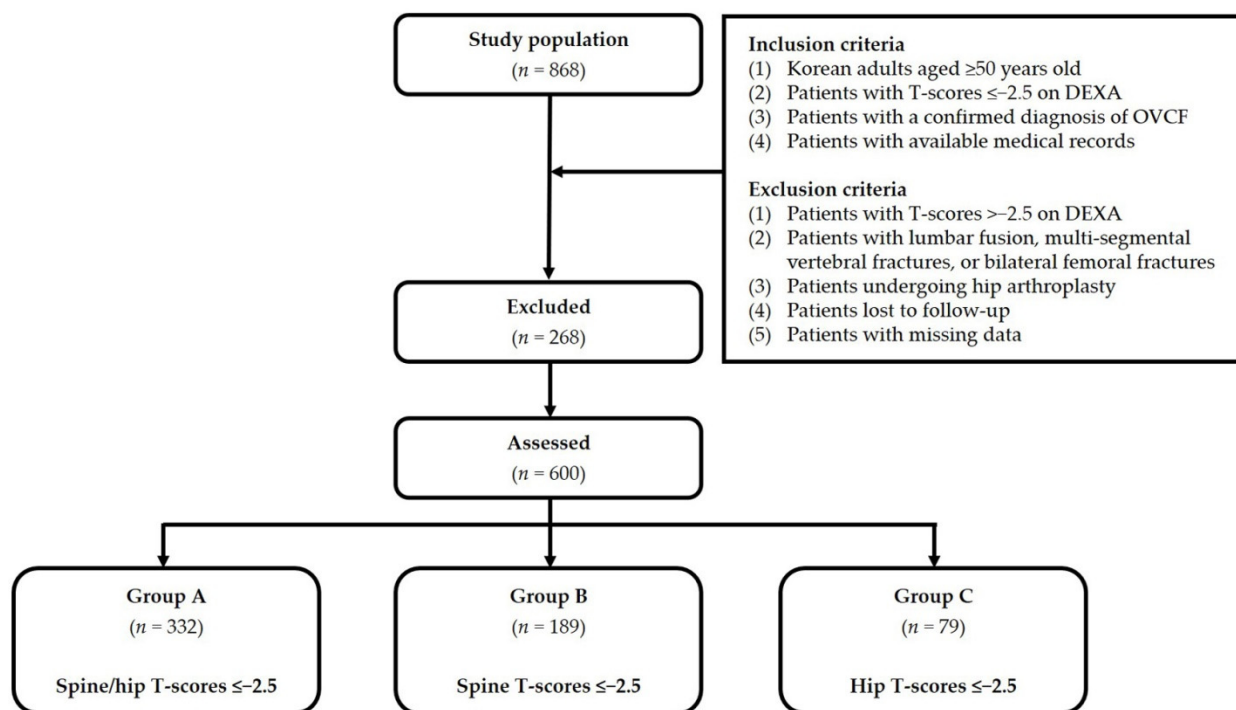 Study population
(n = 868)
Inclusion criteria
(1) Korean adults aged ≥50 years old
(2) Patients with T-scores ≤−2.5 on DEXA
(3) Patients with a confirmed diagnosis of OVCF
(4) Patients with available medical records
Exclusion criteria
(1) Patients with T-scores >−2.5 on DEXA
(2) Patients with lumbar fusion, multi-segmental
vertebral fractures, or bilateral femoral fractures
(3) Patients undergoing hip arthroplasty
(4) Patients lost to follow-up
(5) Patients with missing data
Excluded
(n = 268)
Assessed
(n = 600)
Group A
(n = 332)
Spine/hip T-scores ≤−2.5
Group B
(n = 189)
Spine T-scores ≤−2.5
Group C
(n = 79)
Hip T-scores ≤−2.5